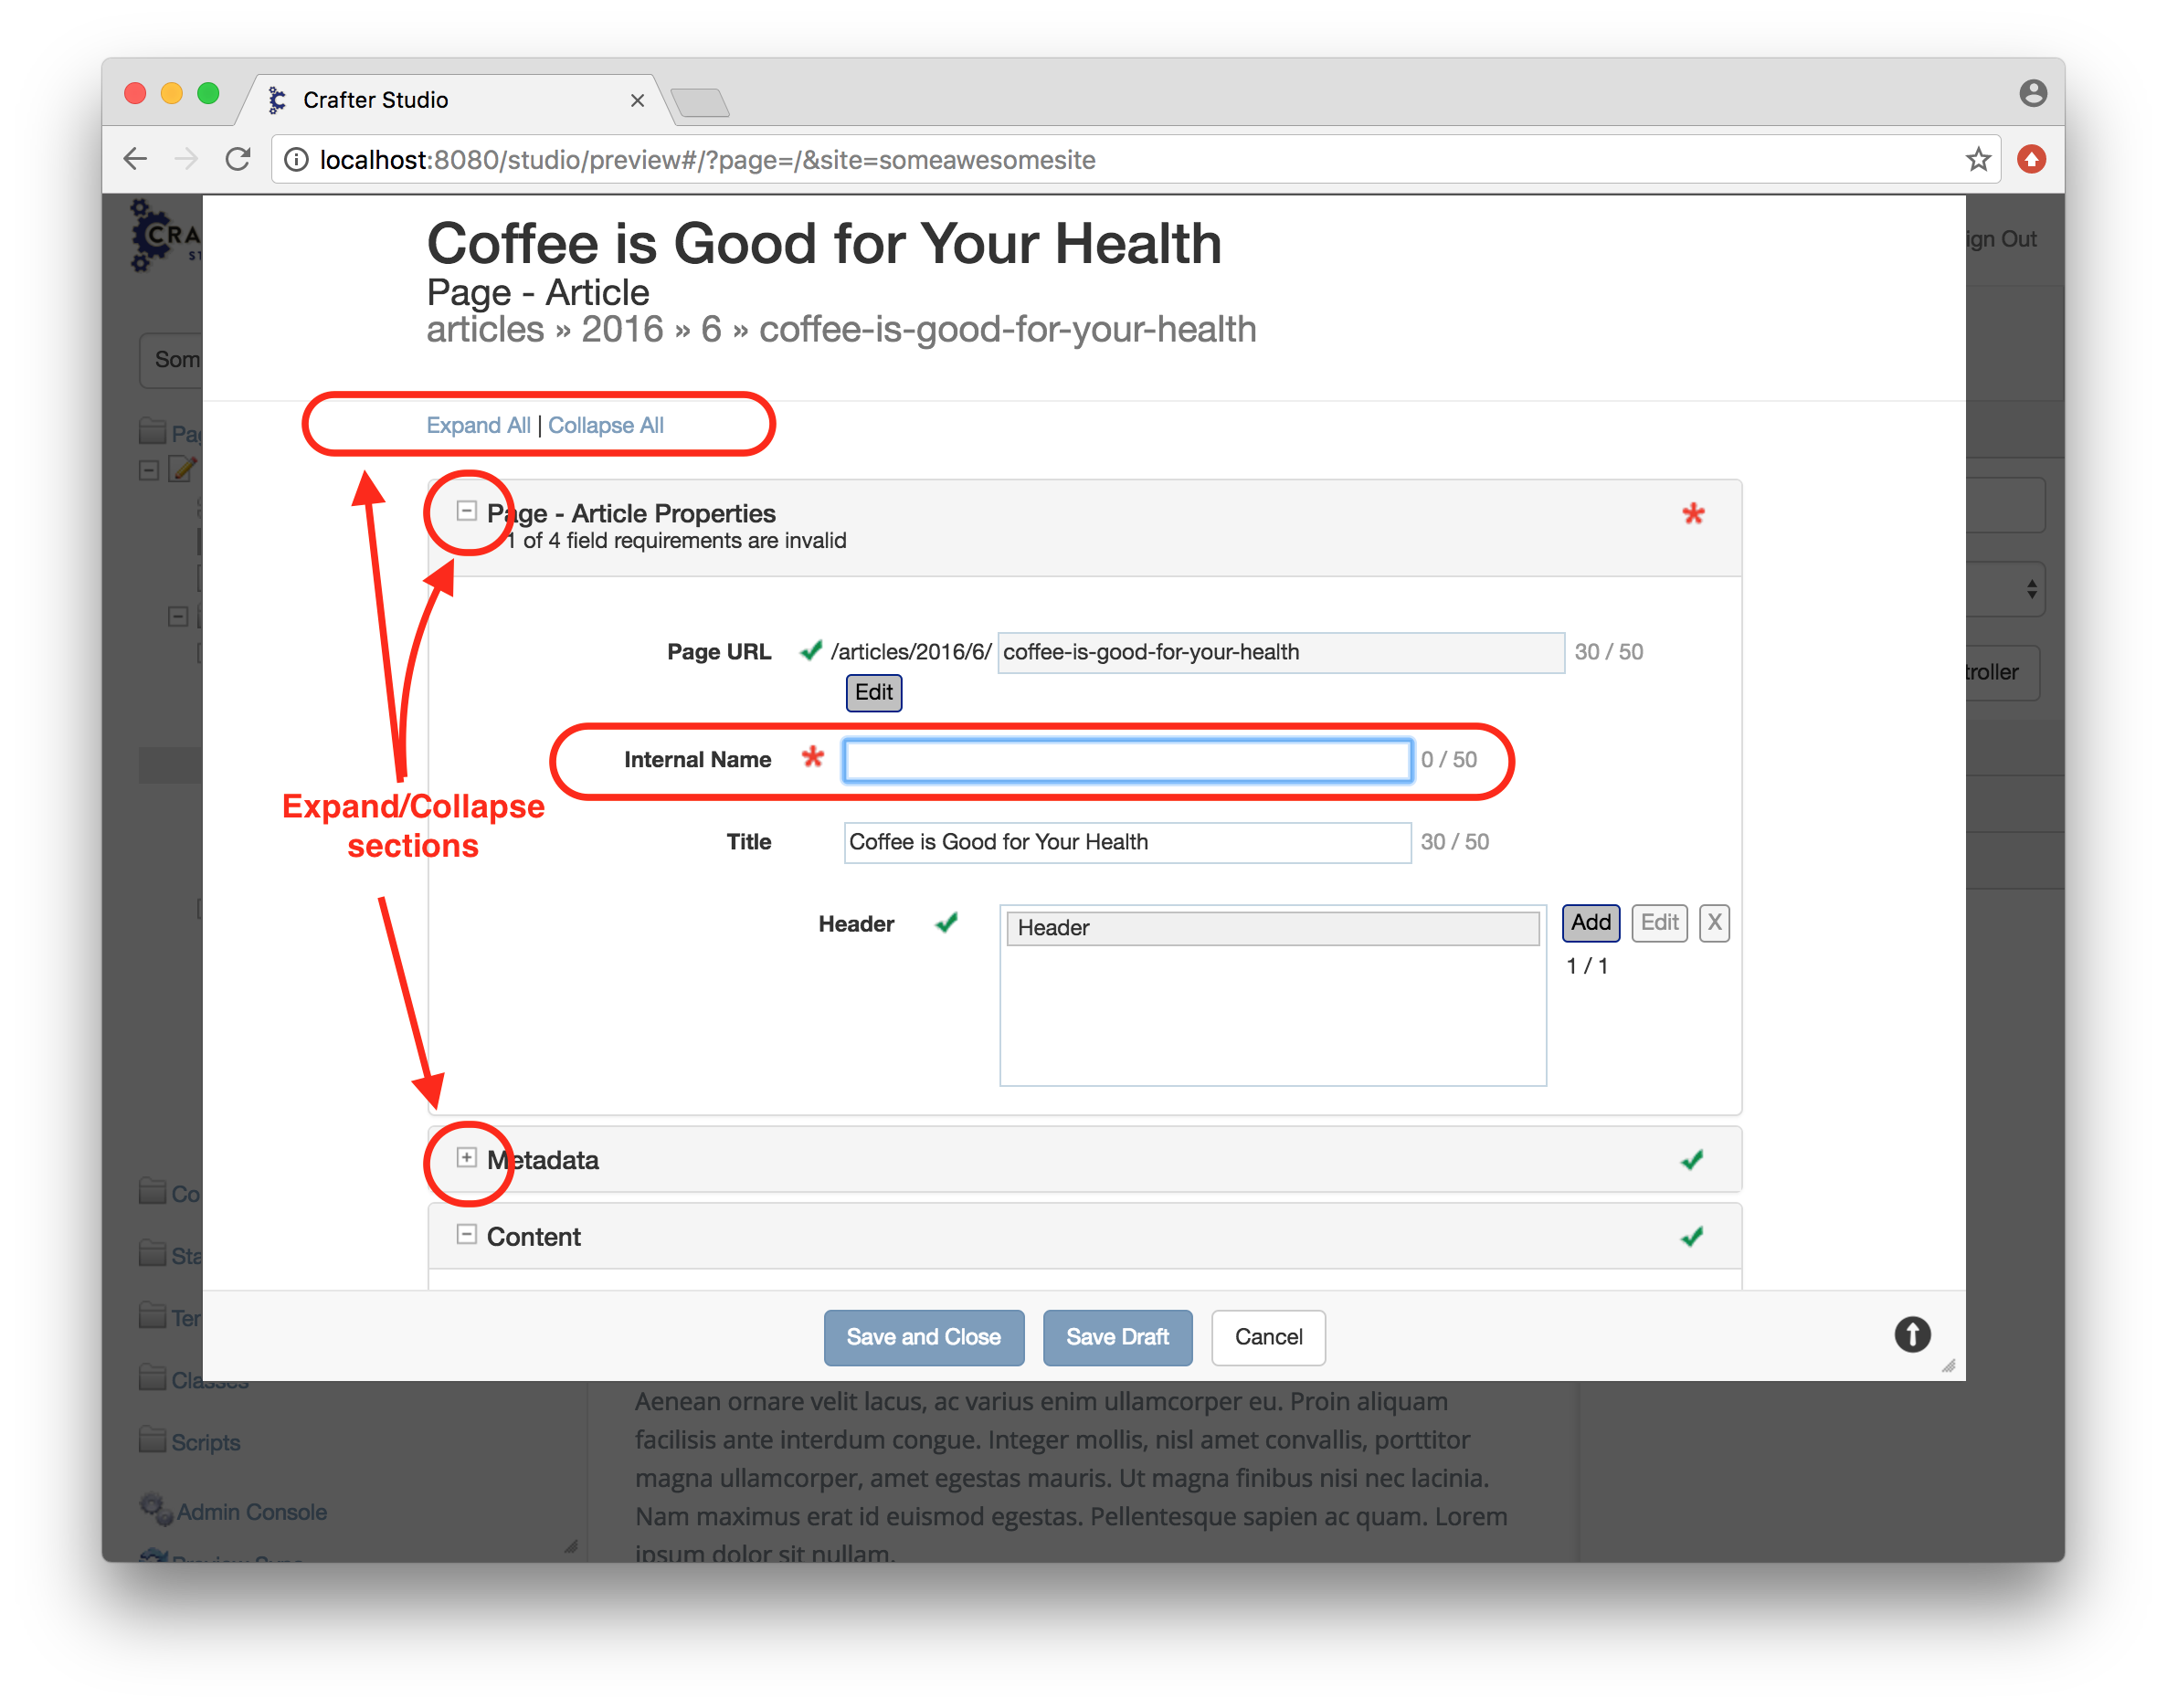 Crafter Studio
localhost:8080/studio/preview#/?page=/&site=someawesomesite
CRA
ST
ign Out
Coffee is Good for Your Health
Page - Article
articles » 2016 » 6 » coffee-is-good-for-your-health
Som
Expand All | Collapse All
Pag
Page - Article Properties
*
1 of 4 field requirements are invalid
Page URL /articles/2016/6/ coffee-is-good-for-your-health 30 / 50
Edit
troller
Internal Name * 0 / 50
Expand/Collapse
sections
Title Coffee is Good for Your Health 30 / 50
Header Header Add Edit X
1 / 1
Metadata
Co
Content
Sta
Save and Close Save Draft Cancel
Classes
Scripts
Admin Console
Preview Sync
Aenean ornare velit lacus, ac varius enim ullamcorper eu. Proin aliquam
facilisis ante interdum congue. Integer mollis, nisl amet convallis, porttitor
magna ullamcorper, amet egestas mauris. Ut magna finibus nisi nec lacinia.
Nam maximus erat id euismod egestas. Pellentesque sapien ac quam. Lorem
ipsum dolor sit nullam.